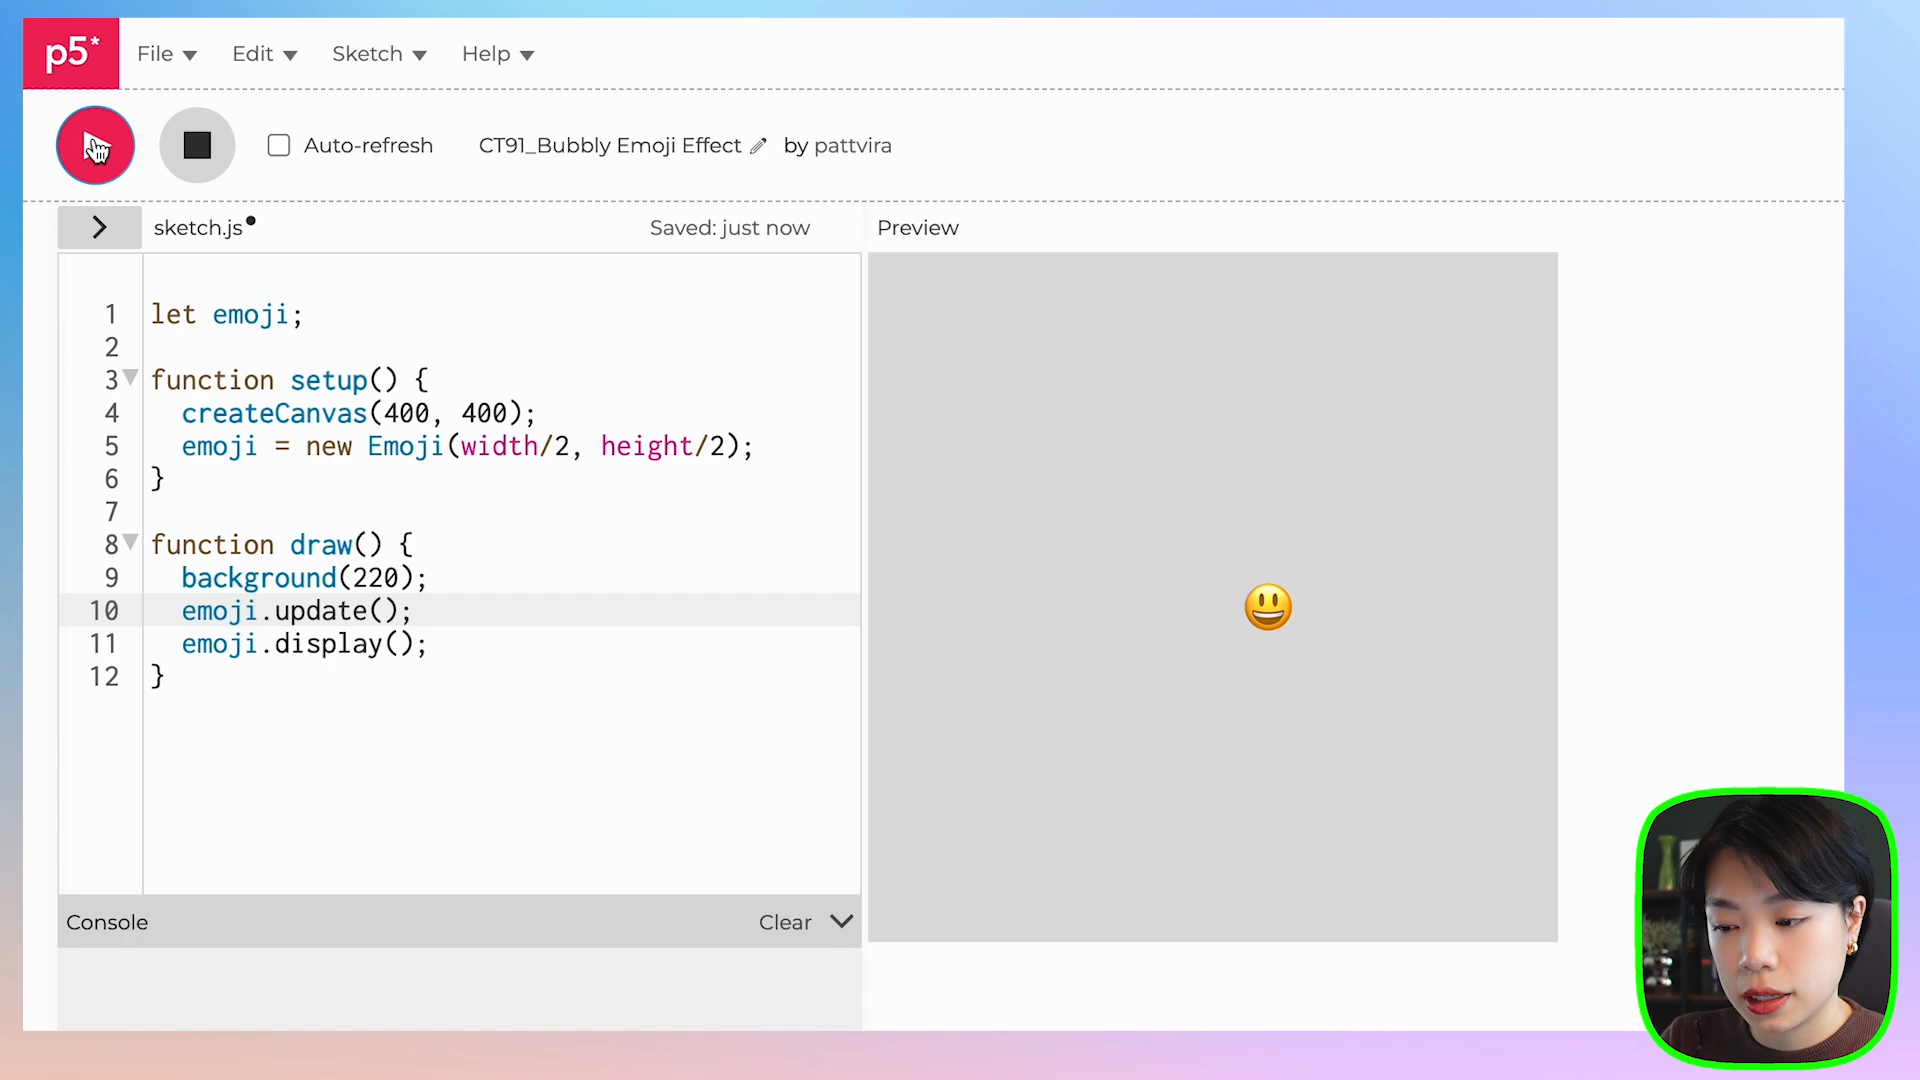 p5*
File Edit Sketch Help
Auto-refresh CT91_Bubbly Emoji Effect by pattvira
sketch.js Saved: just now Preview
1 let emoji;
2
3 function setup() {
4 createCanvas(400, 400);
5 emoji = new Emoji(width/2, height/2);
6 }
7
8 function draw() {
9 background(220);
10 emoji.update();
11 emoji.display();
12 }
Console Clear